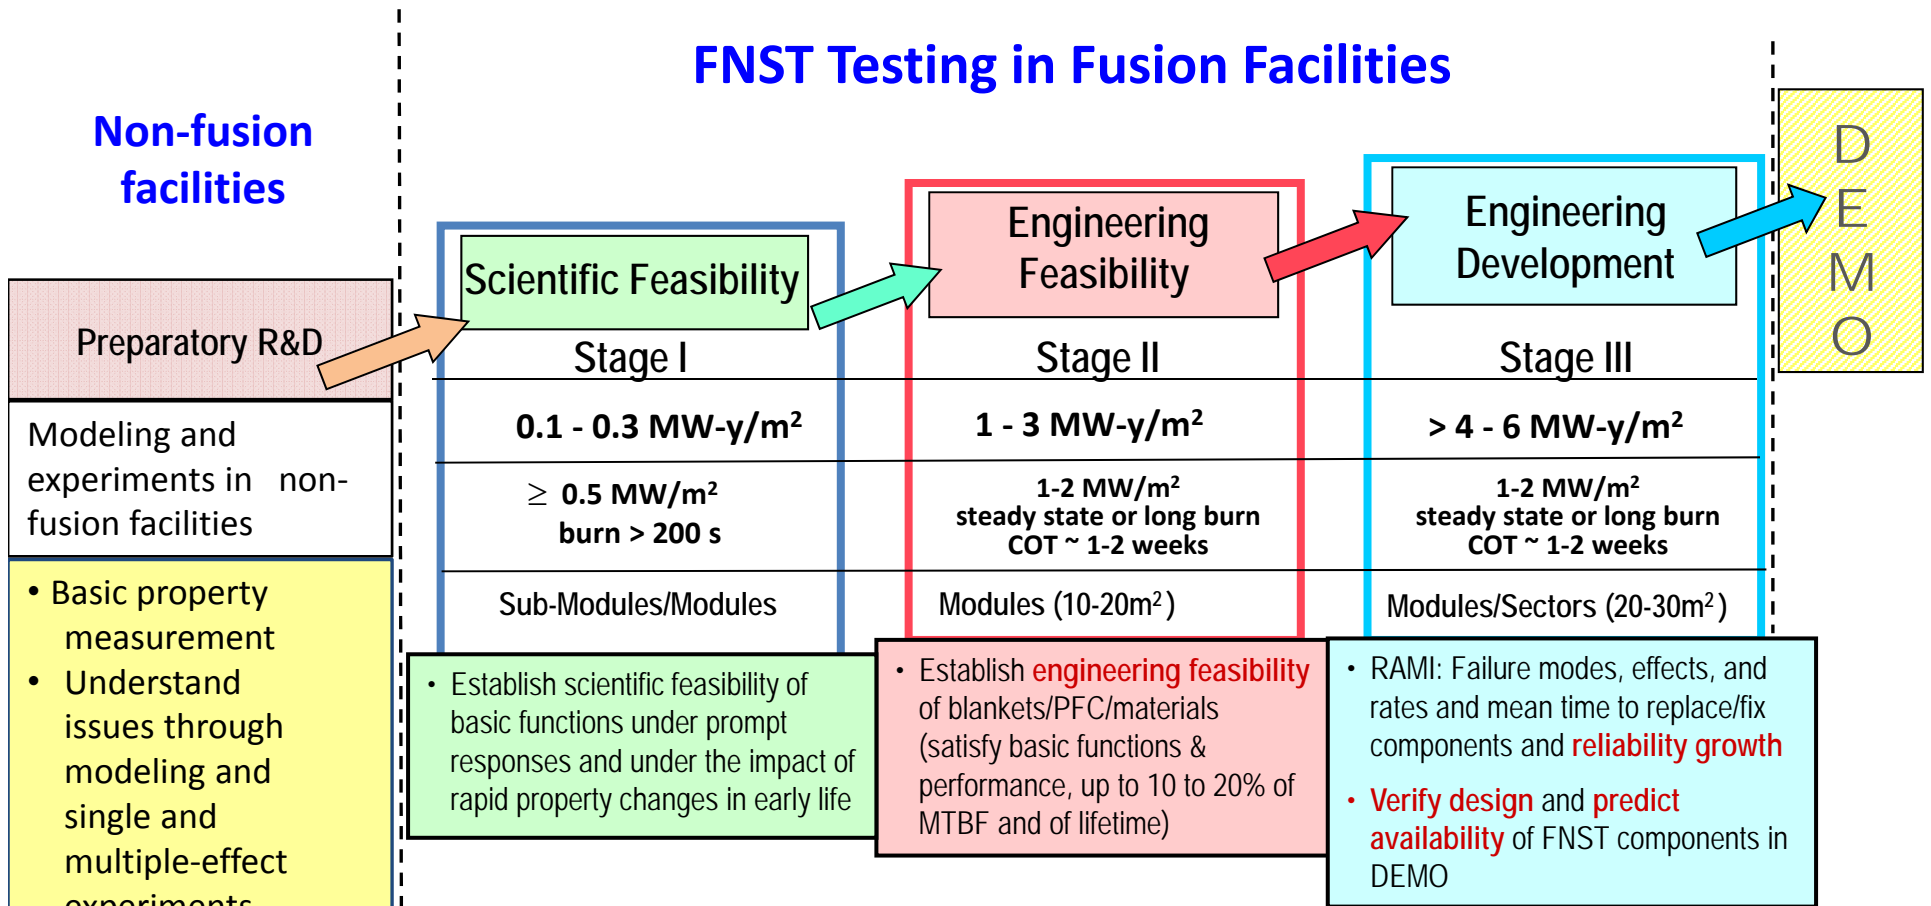 FNST Testing in Fusion Facilities
Non-fusion
facilities
Preparatory R&D
Modeling and
experiments in non-
fusion facilities
• Basic property
measurement
• Understand
issues through
modeling and
single and
multiple-effect
experiments
Scientific Feasibility
Stage I
0.1 - 0.3 MW-y/m²
≥ 0.5 MW/m²
burn > 200 s
Sub-Modules/Modules
• Establish scientific feasibility of
basic functions under prompt
responses and under the impact of
rapid property changes in early life
Engineering
Feasibility
Stage II
1 - 3 MW-y/m²
1-2 MW/m²
steady state or long burn
COT ~ 1-2 weeks
Modules (10-20m²)
• Establish engineering feasibility
of blankets/PFC/materials
(satisfy basic functions &
performance, up to 10 to 20% of
MTBF and of lifetime)
Engineering
Development
Stage III
> 4 - 6 MW-y/m²
1-2 MW/m²
steady state or long burn
COT ~ 1-2 weeks
Modules/Sectors (20-30m²)
• RAMI: Failure modes, effects, and
rates and mean time to replace/fix
components and reliability growth
• Verify design and predict
availability of FNST components in
DEMO
D
E
M
O